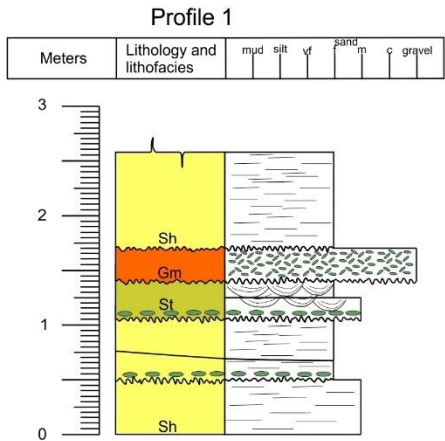 Profile 1
Meters
Lithology and
lithofacies
mud silt vf sand m c gravel
3
2
Sh
Gm
St
1
0
Sh